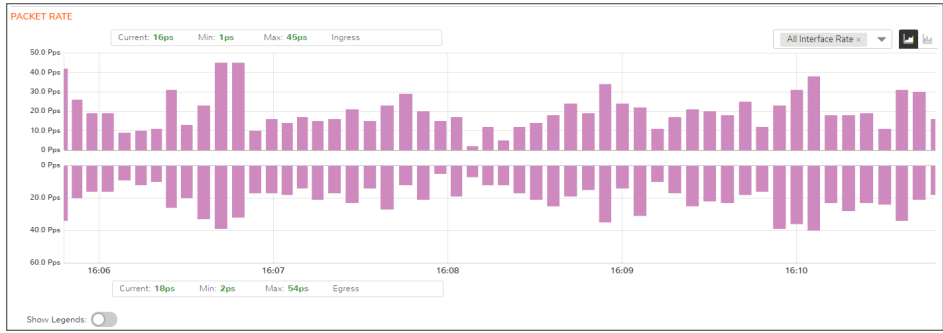 PACKET RATE
Current: 16ps Min: 1ps Max: 45ps Ingress
All Interface Rate ×
50.0 Pps
40.0 Pps
30.0 Pps
20.0 Pps
10.0 Pps
0 Pps
0 Pps
20.0 Pps
40.0 Pps
60.0 Pps
16:06 16:07 16:08 16:09 16:10
Current: 18ps Min: 2ps Max: 54ps Egress
Show Legends: